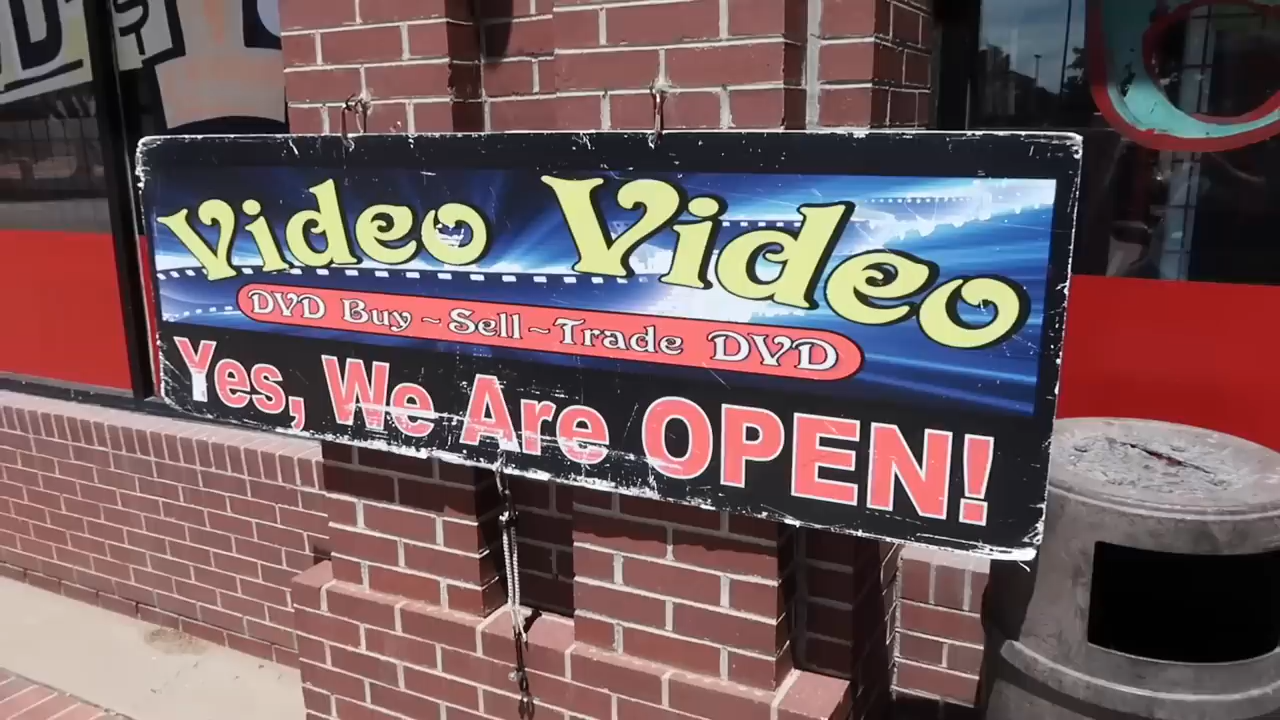 D'S
Video Video
DVD Buy ~ Sell ~ Trade DVD
Yes, We Are OPEN!